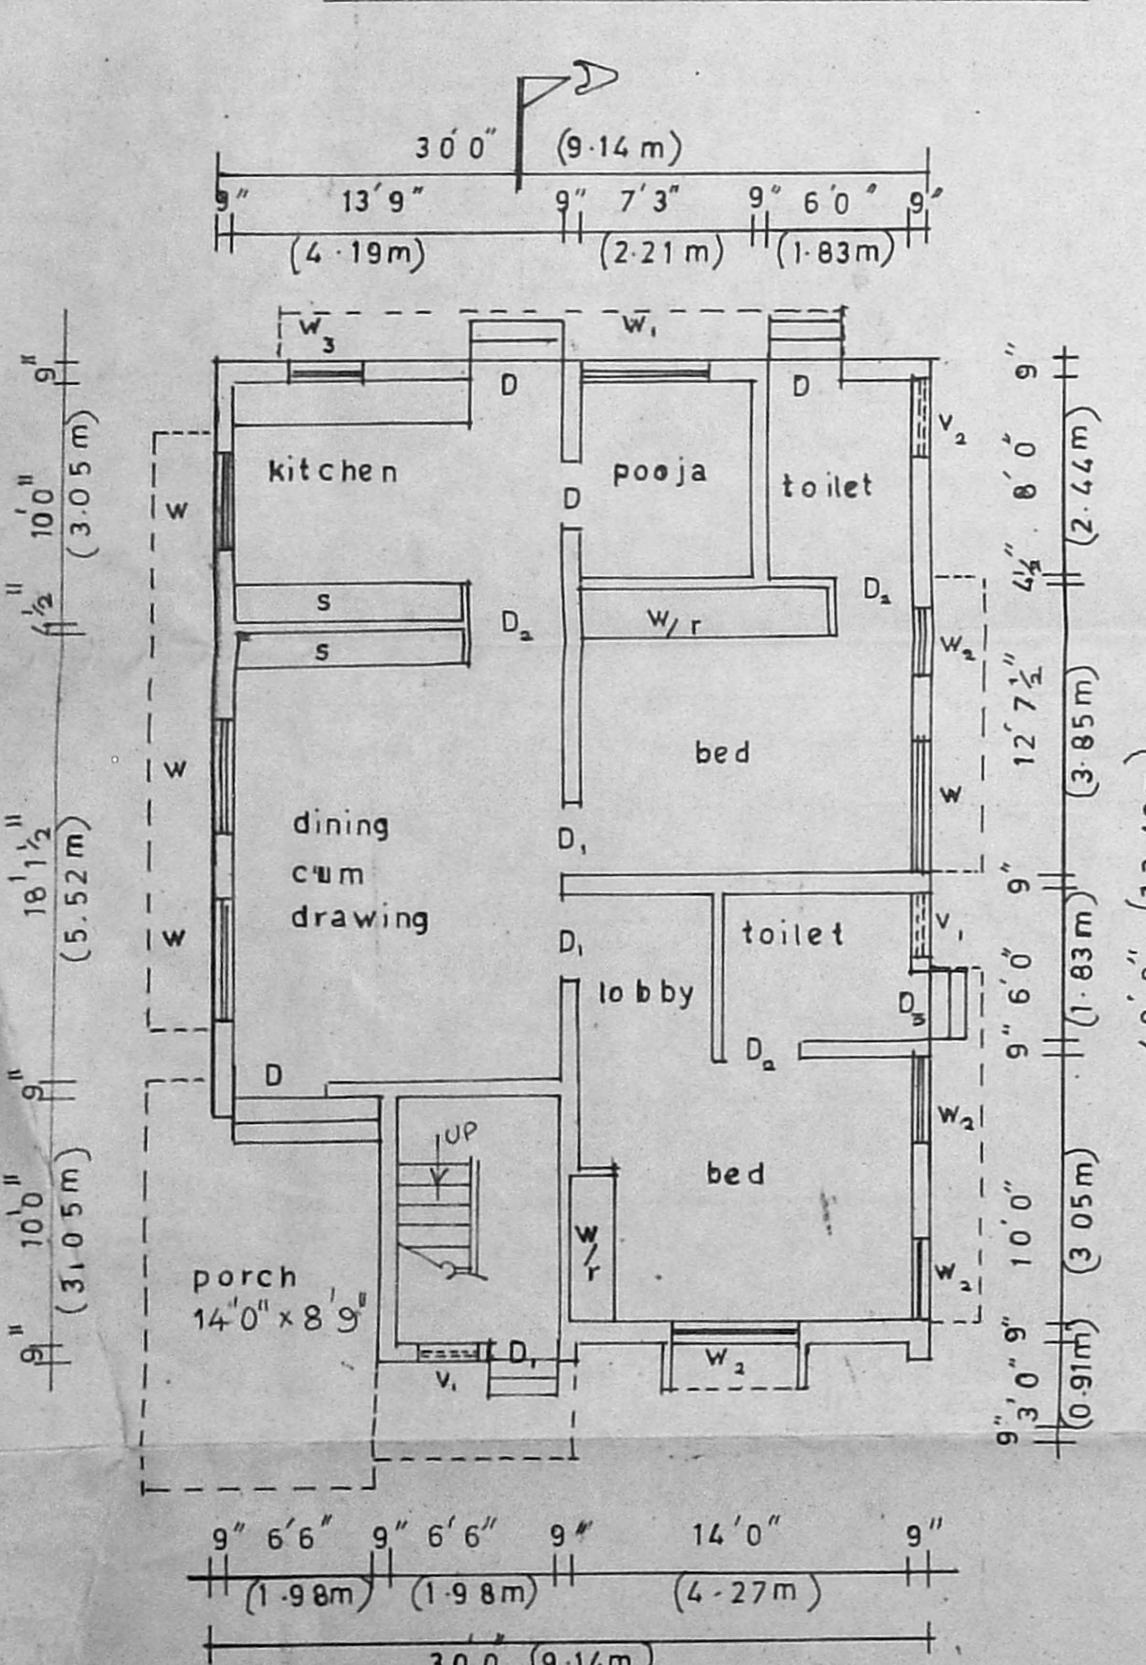 30'0" (9.14 m)
9" 13'9" 9" 7'3" 9" 6'0" 9"
(4.19m) (2.21 m) (1.83m)
W3 W1
D D
9" 9"
V2
kitchen pooja toilet
10'0" (3.05m)
8'0" (2.44m)
W D
4½" 4½"
S W/r D2
S D2 W2
12'7½" (3.85m)
bed
W W
dining
cum
drawing
D1
18'1½" (5.52m)
9"
V1
W D1 toilet
lobby
6'0" (1.83m)
D3
D2
9" 9"
D
W2
UP
bed
10'0" (3.05m)
10'0" (3.05m)
W/r
porch
14'0" x 8'9"
W2
9" 9"
V1 D1 W2
3'0" (0.91m)
9"
9" 6'6" 9" 6'6" 9" 14'0" 9"
(1.98m) (1.98m) (4.27m)
30'0" (9.14m)